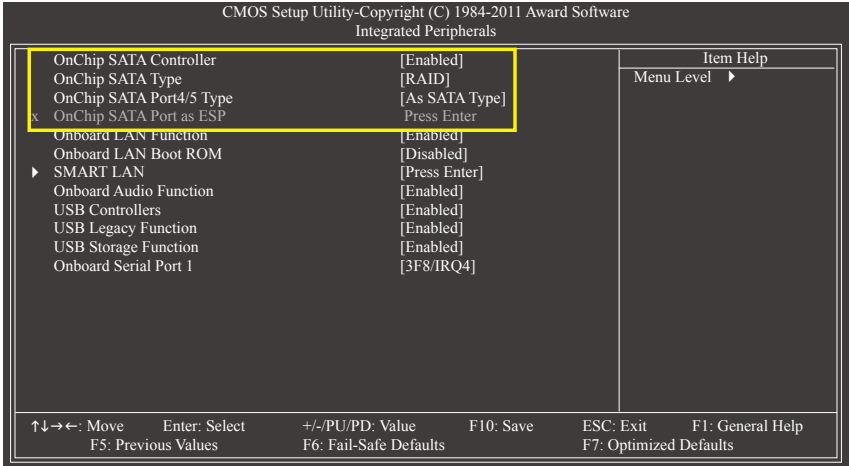 CMOS Setup Utility-Copyright (C) 1984-2011 Award Software
Integrated Peripherals
OnChip SATA Controller [Enabled]
OnChip SATA Type [RAID]
OnChip SATA Port4/5 Type [As SATA Type]
x OnChip SATA Port as ESP Press Enter
Onboard LAN Function [Enabled]
Onboard LAN Boot ROM [Disabled]
SMART LAN [Press Enter]
Onboard Audio Function [Enabled]
USB Controllers [Enabled]
USB Legacy Function [Enabled]
USB Storage Function [Enabled]
Onboard Serial Port 1 [3F8/IRQ4]
Item Help
Menu Level
↑↓→←: Move Enter: Select +/-/PU/PD: Value F10: Save ESC: Exit F1: General Help
F5: Previous Values F6: Fail-Safe Defaults F7: Optimized Defaults